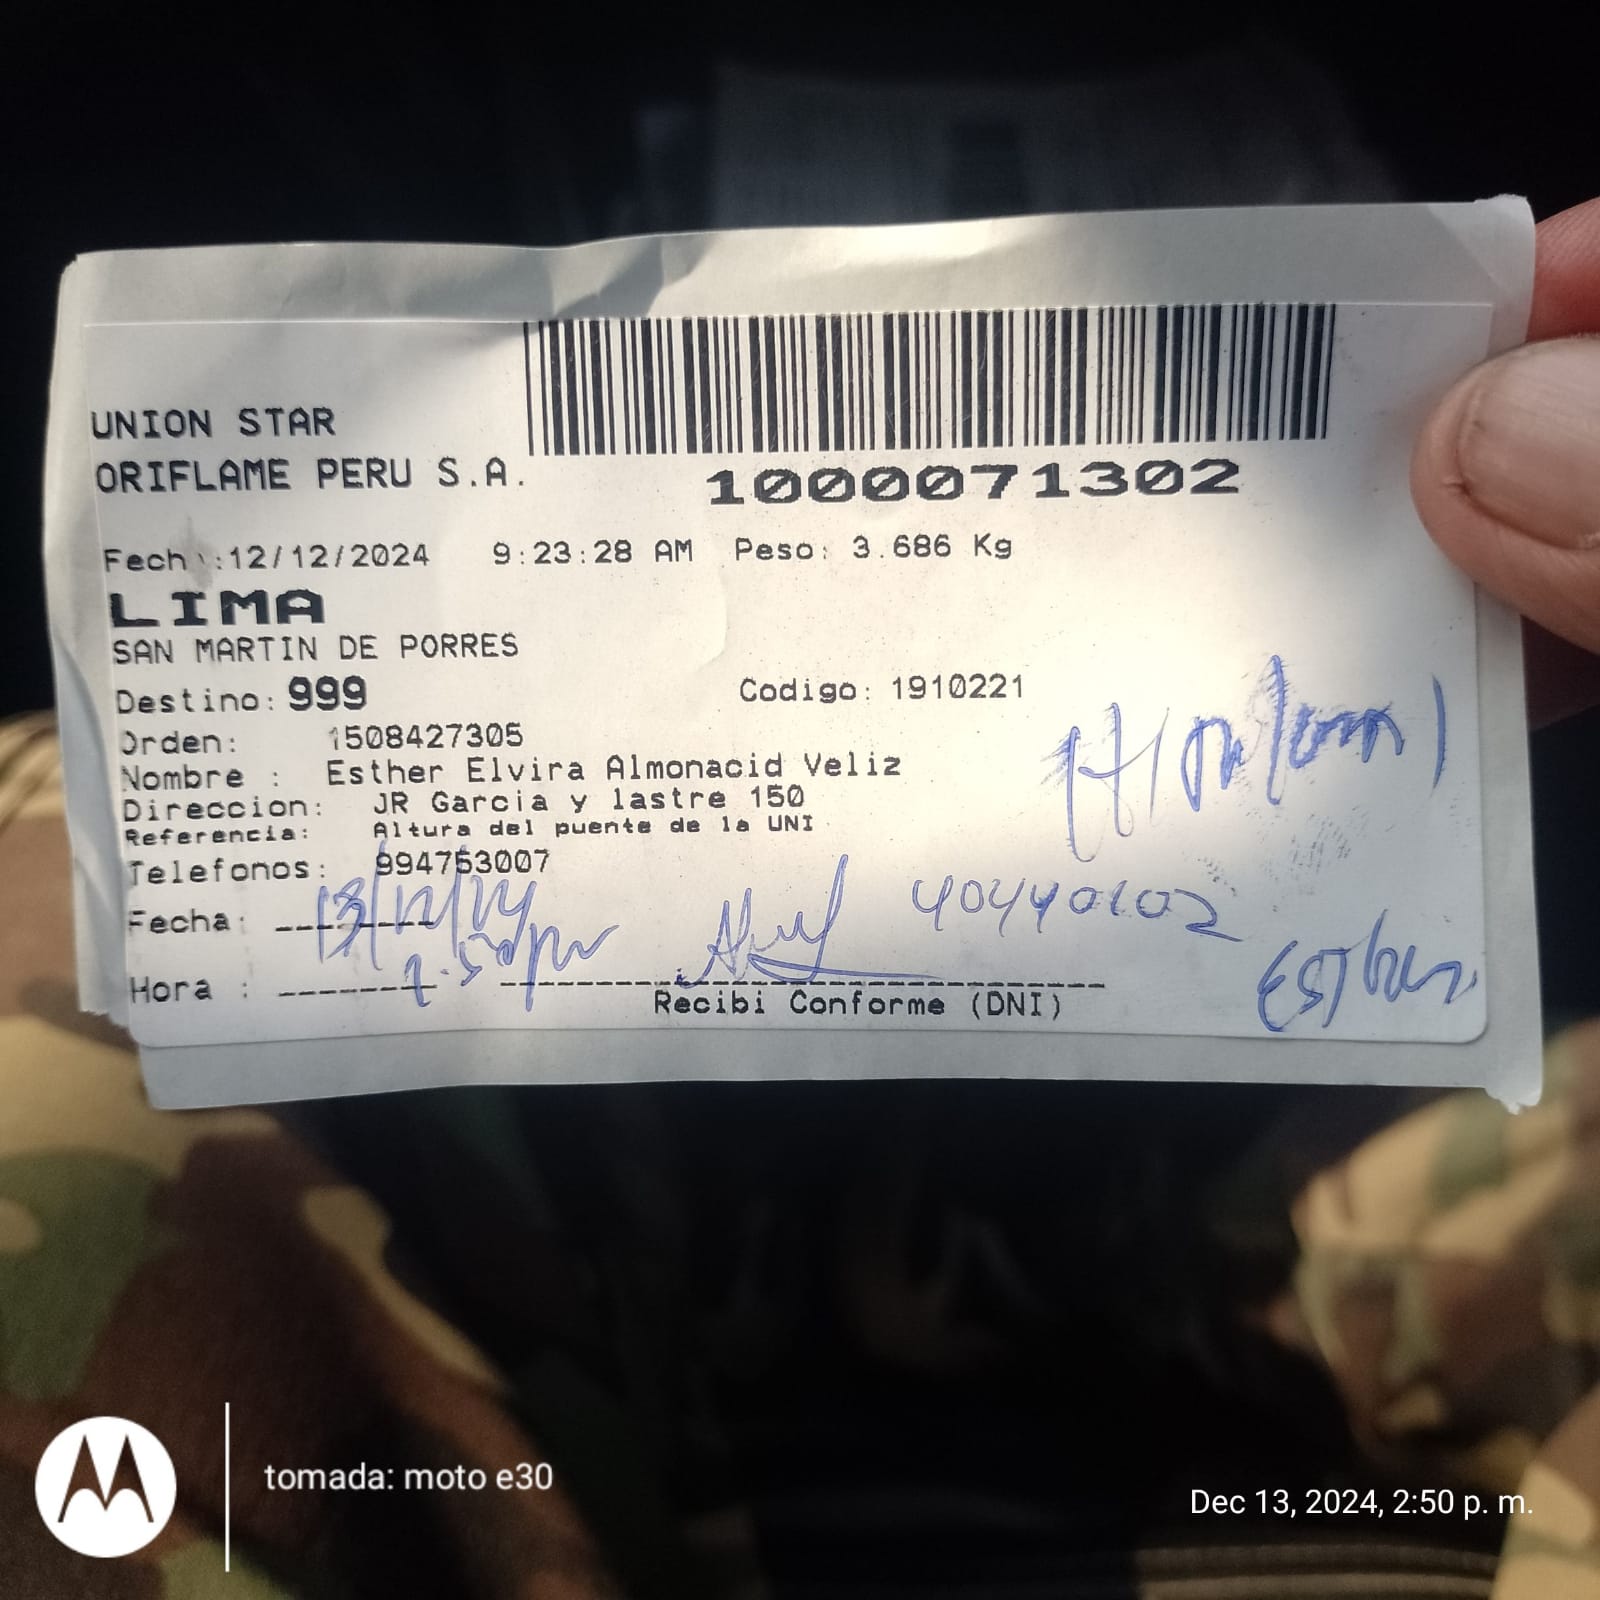 UNION STAR
ORIFLAME PERU S.A.
1000071302
Fech :12/12/2024 9:23:28 AM Peso: 3.686 Kg
LIMA
SAN MARTIN DE PORRES
Destino: 999 Codigo: 1910221
Orden: 1508427305
Nombre : Esther Elvira Almonacid Veliz
Direccion: JR Garcia y lastre 150
Referencia: Altura del puente de la UNI
Telefonos: 994753007
Fecha: 13/12/24 40440102
Hora : 2:50pm
Recibi Conforme (DNI)
tomada: moto e30
Dec 13, 2024, 2:50 p. m.